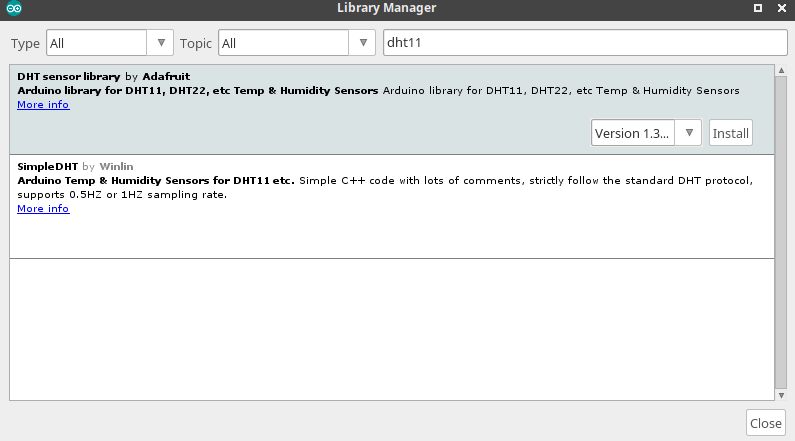 Library Manager
Type All Topic All dht11
DHT sensor library by Adafruit
Arduino library for DHT11, DHT22, etc Temp & Humidity Sensors Arduino library for DHT11, DHT22, etc Temp & Humidity Sensors
More info
Version 1.3... Install
SimpleDHT by Winlin
Arduino Temp & Humidity Sensors for DHT11 etc. Simple C++ code with lots of comments, strictly follow the standard DHT protocol,
supports 0.5HZ or 1HZ sampling rate.
More info
Close